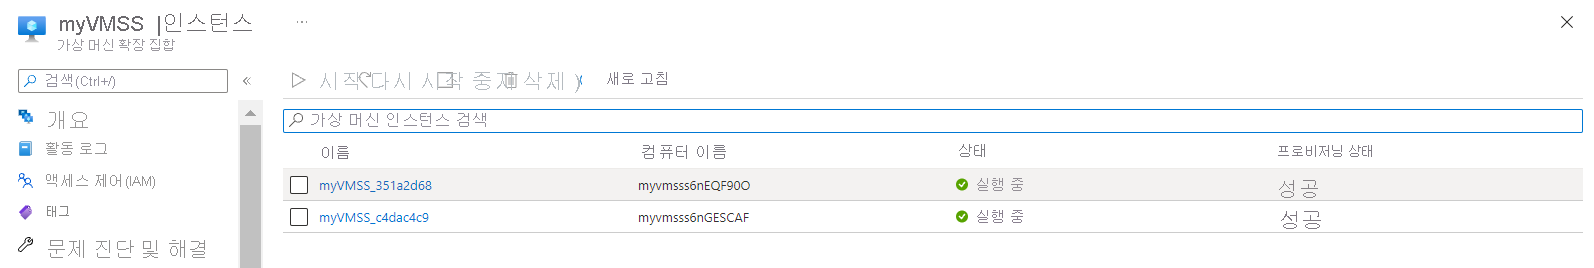 myVMSS |인스턴스 ...
가상 머신 확장 집합
검색(Ctrl+/) «
시작 다시 시작 중지 삭제 새로 고침
개요
활동 로그
액세스 제어(IAM)
태그
문제 진단 및 해결
가상 머신 인스턴스 검색
이름 컴퓨터 이름 상태 프로비저닝 상태
myVMSS_351a2d68 myvmsss6nEQF90O 실행 중 성공
myVMSS_c4dac4c9 myvmsss6nGESCAF 실행 중 성공